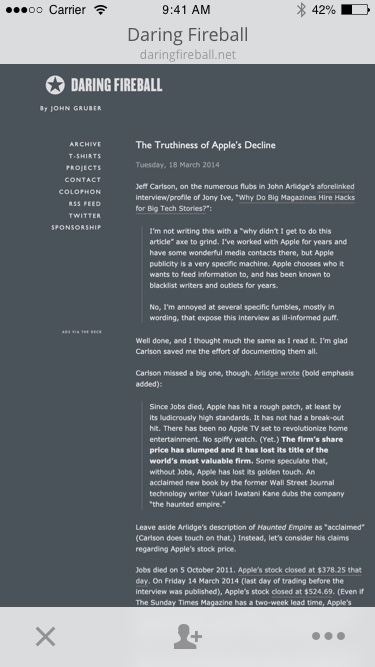 Carrier 9:41 AM 42%
Daring Fireball
daringfireball.net
DARING FIREBALL
By JOHN GRUBER
ARCHIVE
T-SHIRTS
PROJECTS
CONTACT
COLOPHON
RSS FEED
TWITTER
SPONSORSHIP
ADS VIA THE DECK
The Truthiness of Apple's Decline
Tuesday, 18 March 2014
Jeff Carlson, on the numerous flubs in John Arlidge's aforelinked
interview/profile of Jony Ive, “Why Do Big Magazines Hire Hacks
for Big Tech Stories?”:
I'm not writing this with a “why didn't I get to do this
article” axe to grind. I've worked with Apple for years and
have some wonderful media contacts there, but Apple
publicity is a very specific machine. Apple chooses who it
wants to feed information to, and has been known to
blacklist writers and outlets for years.
No, I'm annoyed at several specific fumbles, mostly in
wording, that expose this interview as ill-informed puff.
Well done, and I thought much the same as I read it. I'm glad
Carlson saved me the effort of documenting them all.
Carlson missed a big one, though. Arlidge wrote (bold emphasis
added):
Since Jobs died, Apple has hit a rough patch, at least by
its ludicrously high standards. It has not had a break-out
hit. There has been no Apple TV set to revolutionize home
entertainment. No spiffy watch. (Yet.) The firm's share
price has slumped and it has lost its title of the
world's most valuable firm. Some speculate that,
without Jobs, Apple has lost its golden touch. An
acclaimed new book by the former Wall Street Journal
technology writer Yukari Iwatani Kane dubs the company
“the haunted empire.”
Leave aside Arlidge's description of Haunted Empire as “acclaimed”
(Carlson does touch on that.) Instead, let's consider his claims
regarding Apple's stock price.
Jobs died on 5 October 2011. Apple's stock closed at $378.25 that
day. On Friday 14 March 2014 (last day of trading before the
interview was published), Apple's stock closed at $524.69. (Even if
The Sunday Times Magazine has a two-week lead time, Apple's